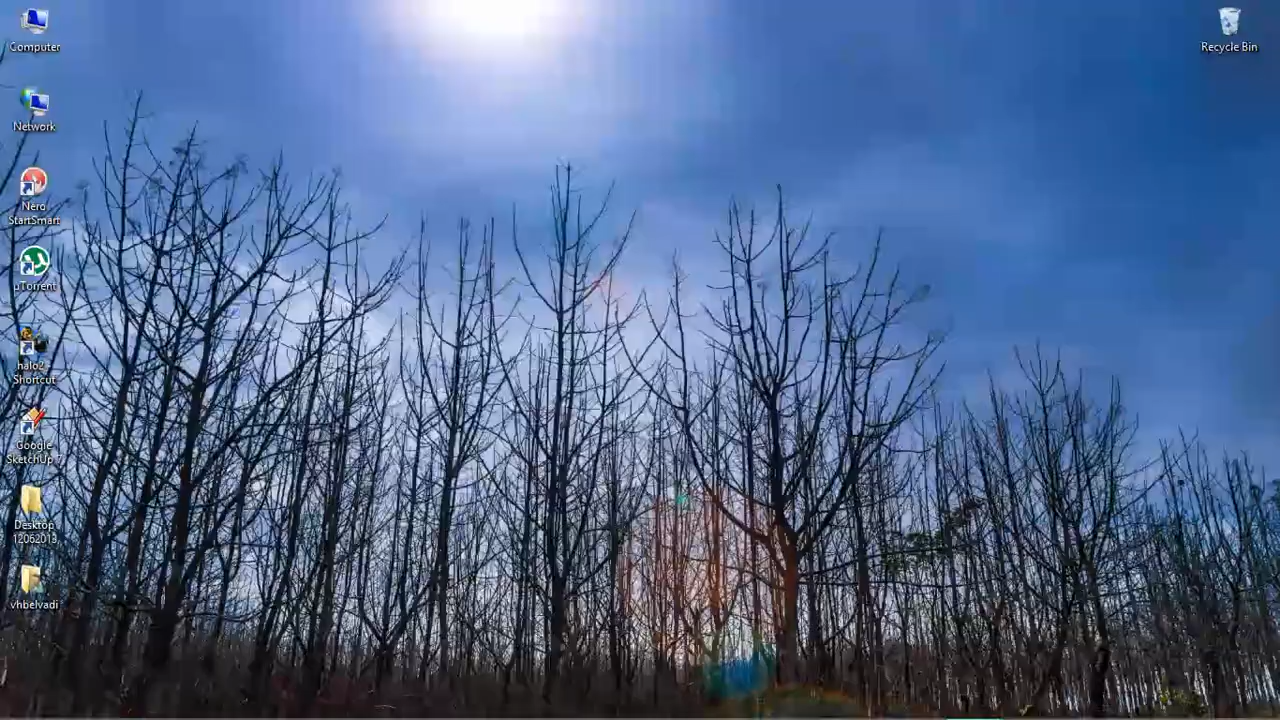 Computer
Recycle Bin
Network
Nero
StartSmart
µTorrent
halo2 -
Shortcut
Google
SketchUp 7
Desktop
12062013
vhbelvadi